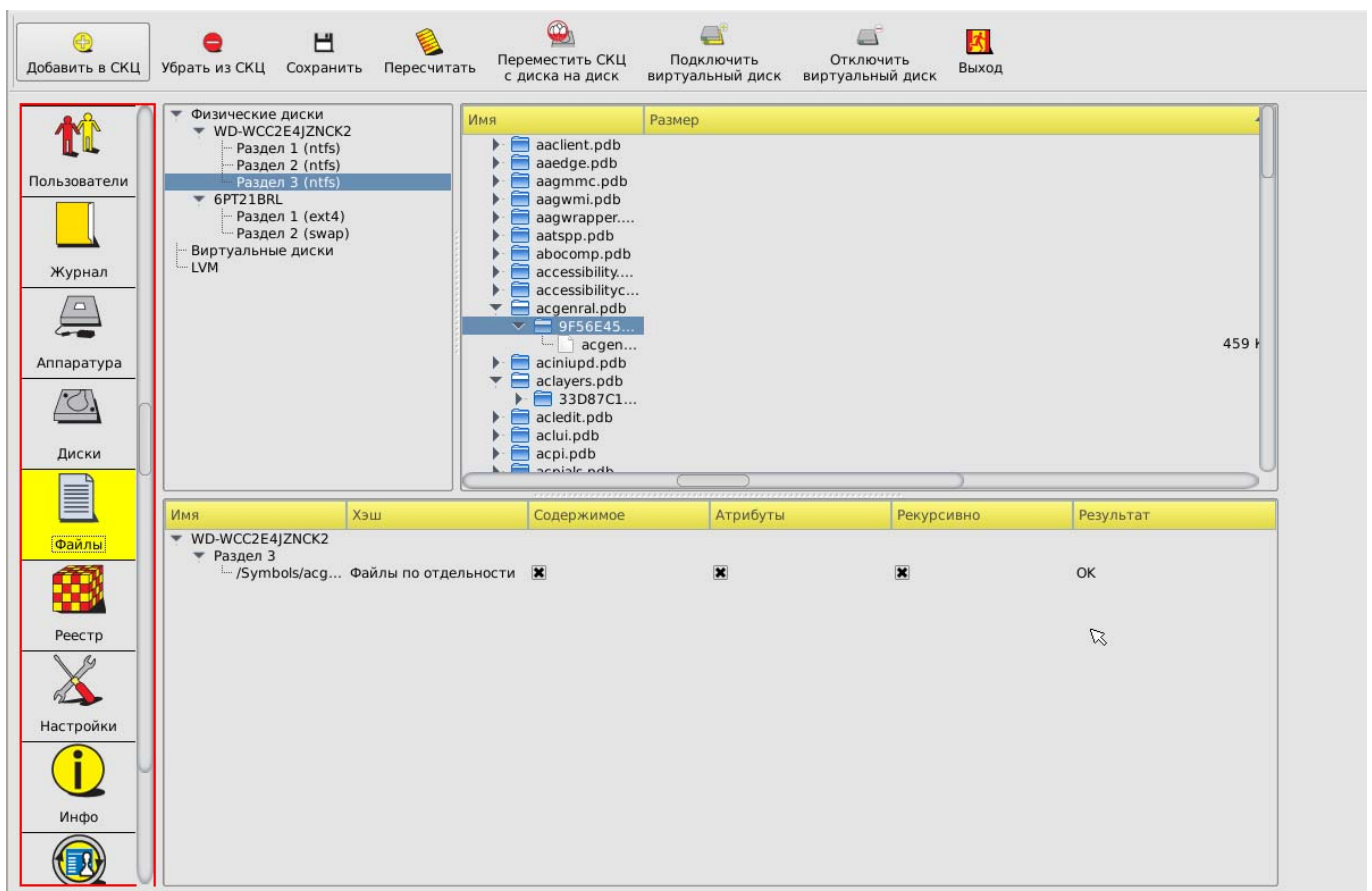 Добавить в СКЦ
Убрать из СКЦ
Сохранить
Пересчитать
Переместить СКЦ
с диска на диск
Подключить
виртуальный диск
Отключить
виртуальный диск
Выход
Пользователи
Журнал
Аппаратура
Диски
Файлы
Реестр
Настройки
Инфо
Физические диски
WD-WCC2E4JZNCK2
Раздел 1 (ntfs)
Раздел 2 (ntfs)
Раздел 3 (ntfs)
6PT21BRL
Раздел 1 (ext4)
Раздел 2 (swap)
Виртуальные диски
LVM
Имя Размер
aaclient.pdb
aaedge.pdb
aagmmc.pdb
aagwmi.pdb
aagwrapper....
aatspp.pdb
abocomp.pdb
accessibility....
accessibilityc...
acgenral.pdb
9F56E45...
acgen... 459
aciniupd.pdb
aclayers.pdb
33D87C1...
acledit.pdb
aclui.pdb
acpi.pdb
Имя Хэш Содержимое Атрибуты Рекурсивно Результат
WD-WCC2E4JZNCK2
Раздел 3
/Symbols/acg... Файлы по отдельности OK